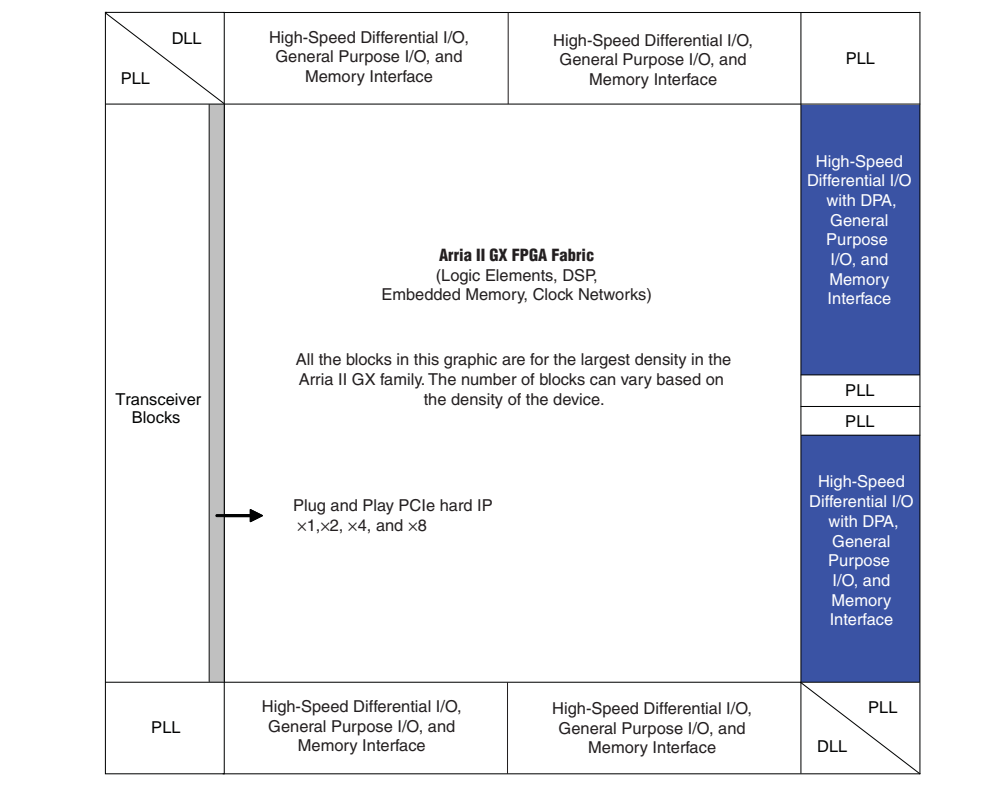 DLL
PLL
High-Speed Differential I/O,
General Purpose I/O, and
Memory Interface
High-Speed Differential I/O,
General Purpose I/O, and
Memory Interface
PLL
Transceiver
Blocks
Arria II GX FPGA Fabric
(Logic Elements, DSP,
Embedded Memory, Clock Networks)
All the blocks in this graphic are for the largest density in the
Arria II GX family. The number of blocks can vary based on
the density of the device.
Plug and Play PCIe hard IP
×1,×2, ×4, and ×8
High-Speed
Differential I/O
with DPA,
General
Purpose
I/O, and
Memory
Interface
PLL
PLL
High-Speed
Differential I/O
with DPA,
General
Purpose
I/O, and
Memory
Interface
PLL
High-Speed Differential I/O,
General Purpose I/O, and
Memory Interface
High-Speed Differential I/O,
General Purpose I/O, and
Memory Interface
PLL
DLL